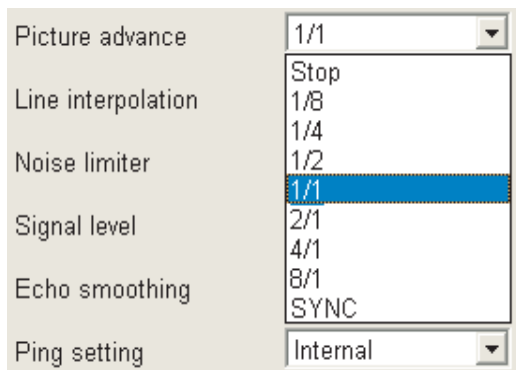 Picture advance 1/1
Stop
Line interpolation 1/8
1/4
Noise limiter 1/2
1/1
Signal level 2/1
4/1
Echo smoothing 8/1
SYNC
Ping setting Internal